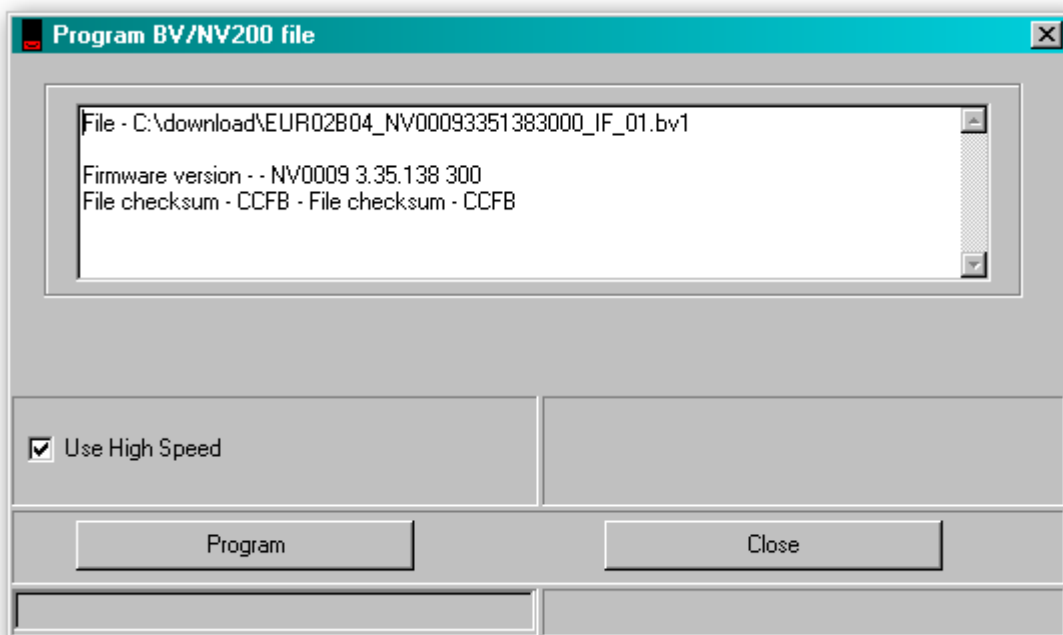 Program BV/NV200 file
File - C:\download\EUR02B04_NV00093351383000_IF_01.bv1
Firmware version - - NV0009 3.35.138 300
File checksum - CCFB - File checksum - CCFB
Use High Speed
Program
Close